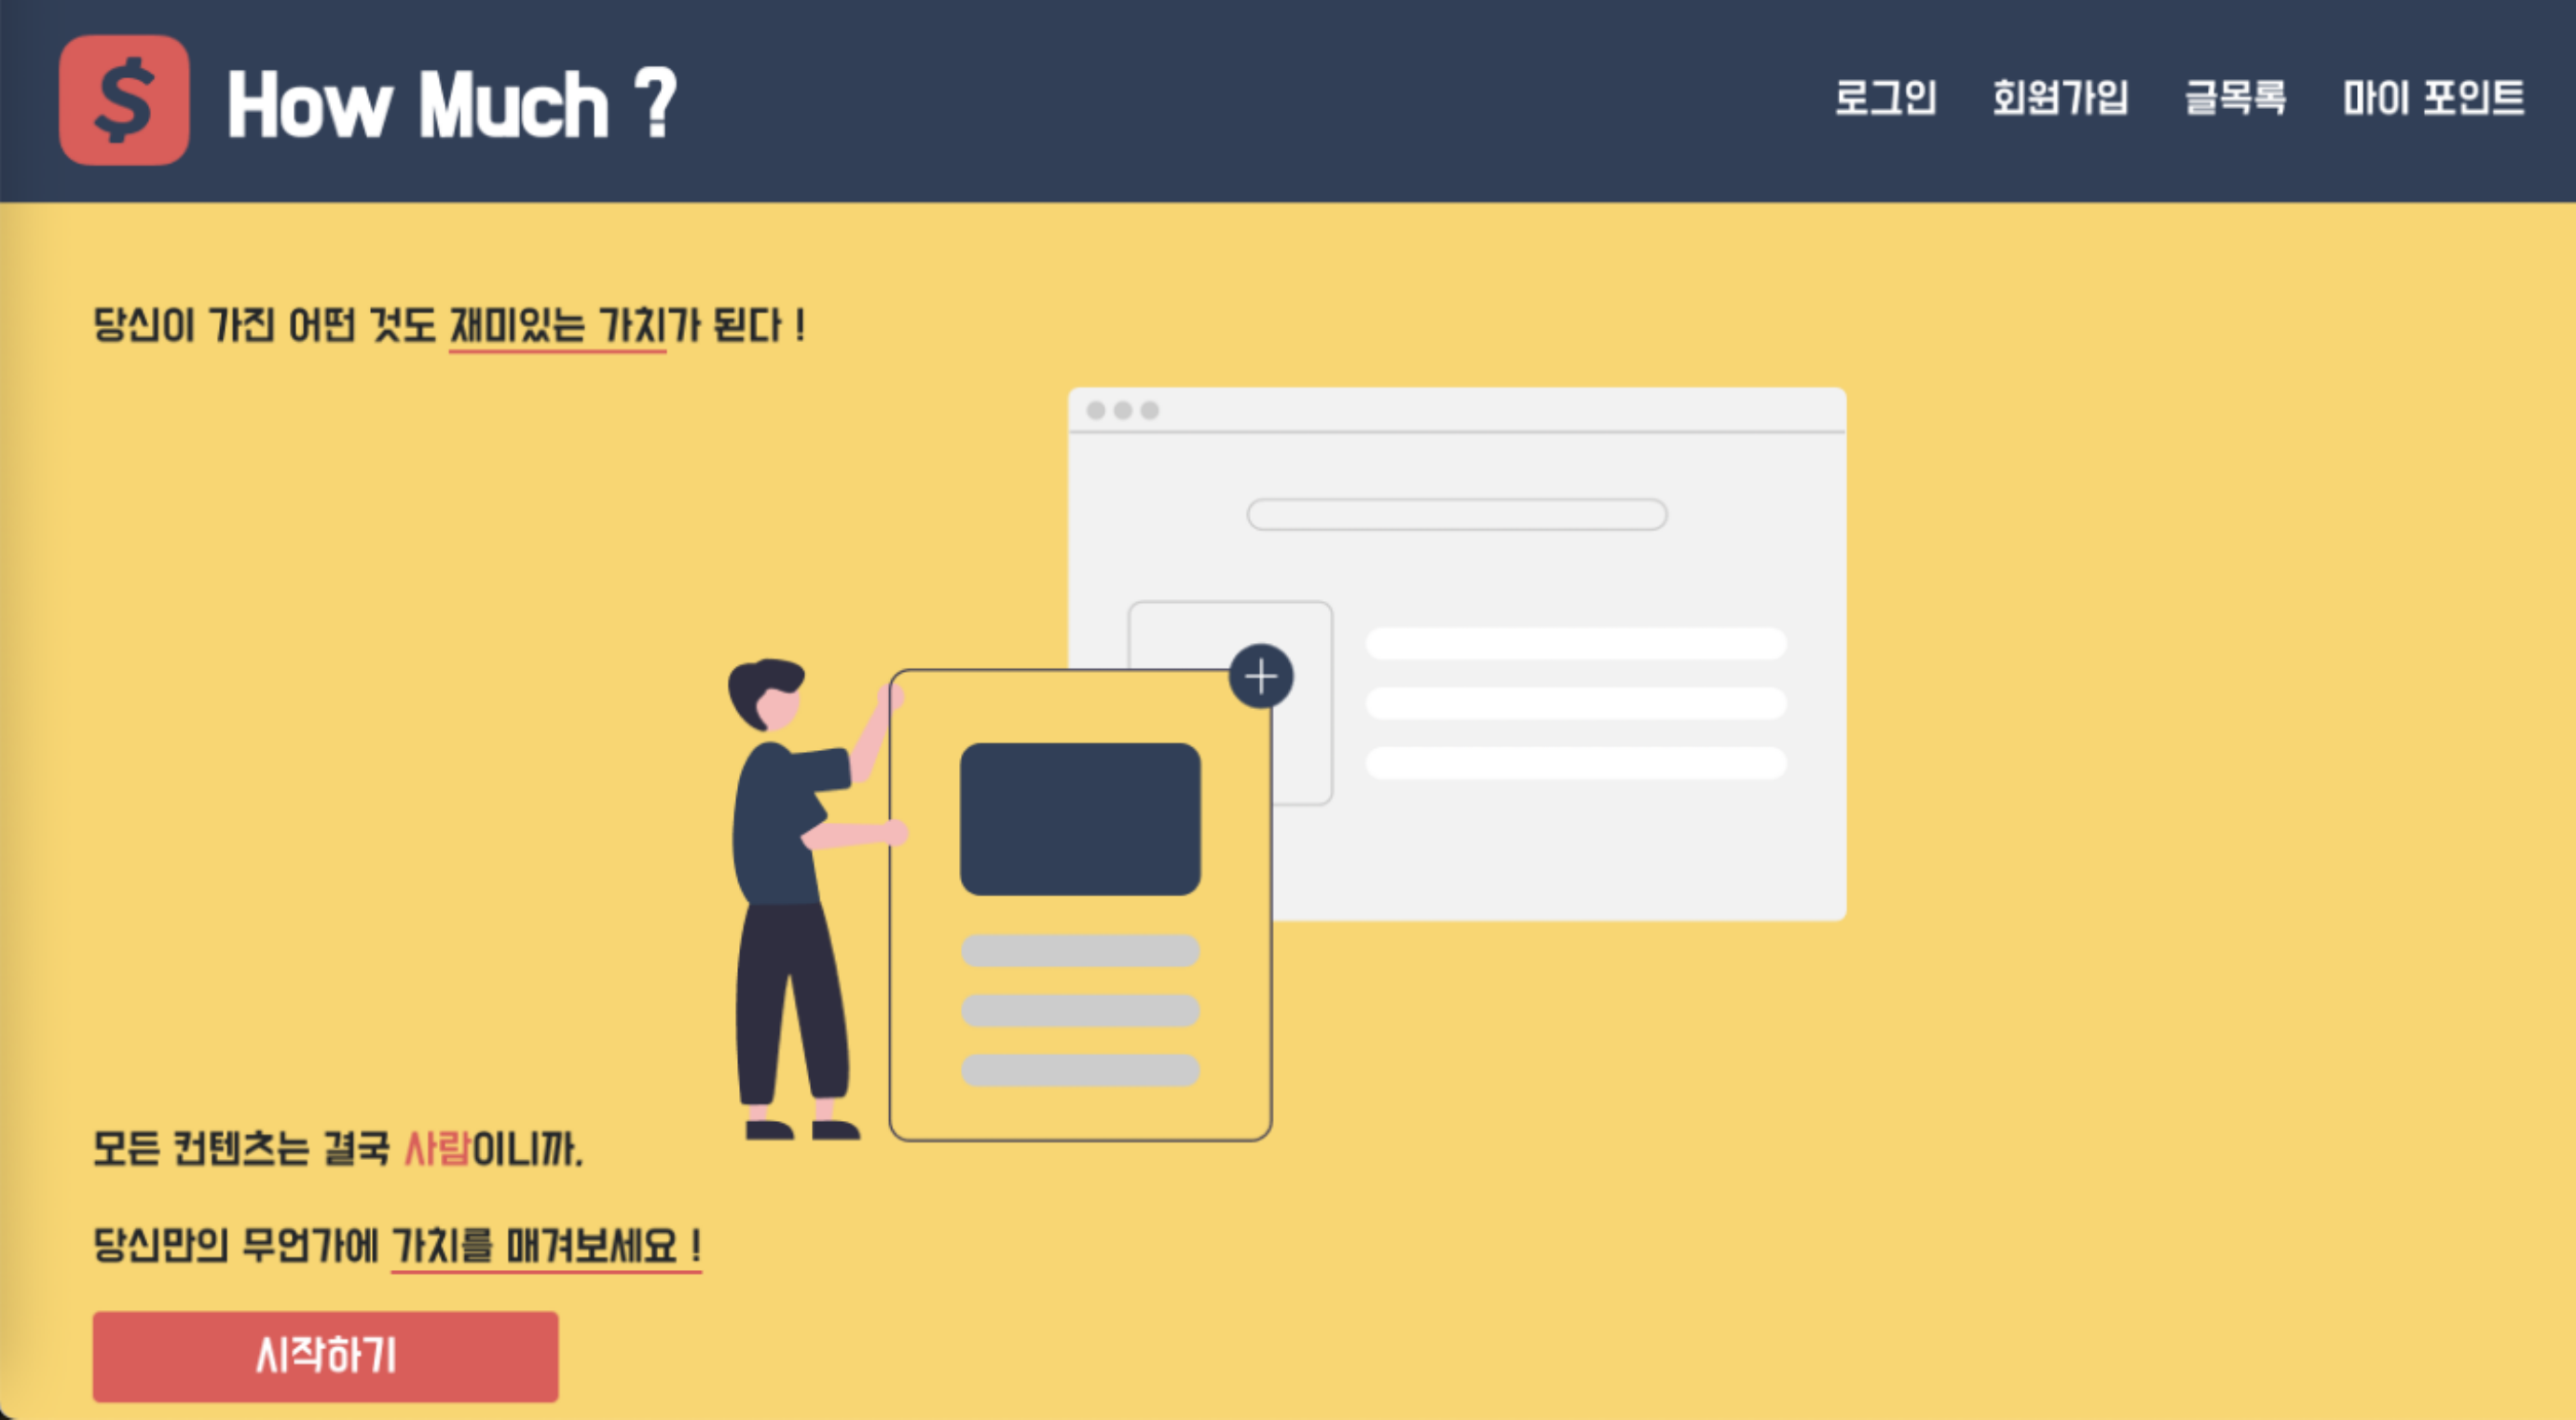 $ How Much ?
로그인 회원가입 글목록 마이 포인트
당신이 가진 어떤 것도 재미있는 가치가 된다 !
모든 컨텐츠는 결국 사람이니까.
당신만의 무언가에 가치를 매겨보세요 !
시작하기